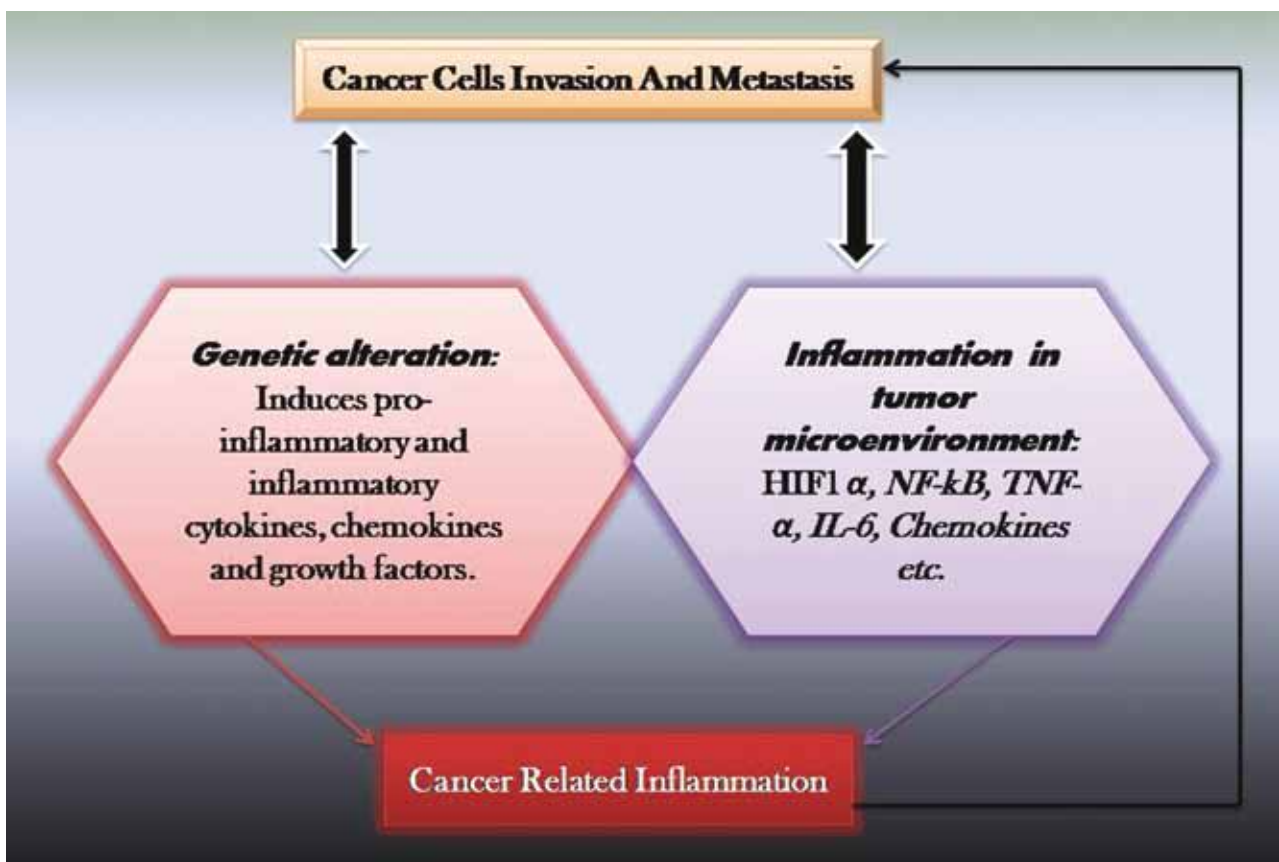 Cancer Cells Invasion And Metastasis
Genetic alteration:
Induces pro-
inflammatory and
inflammatory
cytokines, chemokines
and growth factors.
Inflammation in
tumor
microenvironment:
HIF1 α, NF-kB, TNF-
α, IL-6, Chemokines
etc.
Cancer Related Inflammation